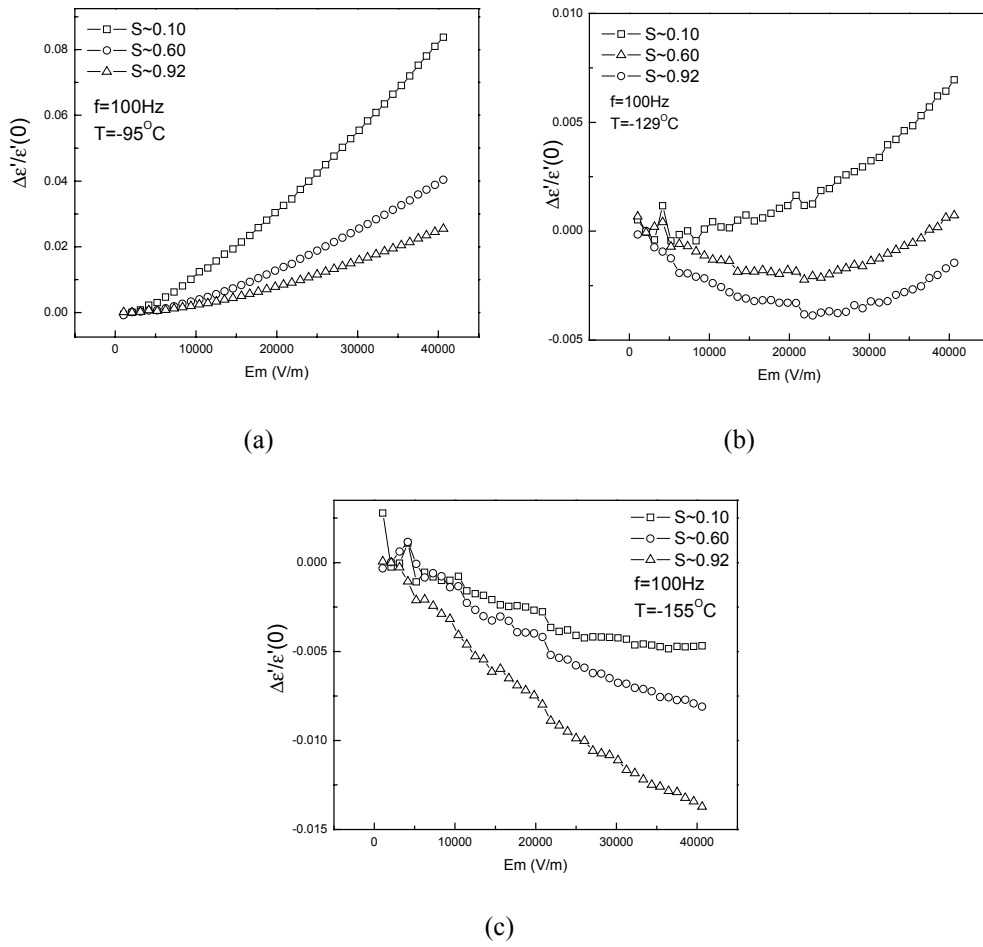 0.08
0.06
0.04
0.02
0.00
Δε'/ε'(0)
S~0.10
S~0.60
S~0.92
f=100Hz
T=-95°C
0 10000 20000 30000 40000
Em (V/m)
(a)
0.010
0.005
0.000
-0.005
Δε'/ε'(0)
S~0.10
S~0.60
S~0.92
f=100Hz
T=-129°C
0 10000 20000 30000 40000
Em (V/m)
(b)
0.000
-0.005
-0.010
-0.015
Δε'/ε'(0)
S~0.10
S~0.60
S~0.92
f=100Hz
T=-155°C
0 10000 20000 30000 40000
Em (V/m)
(c)